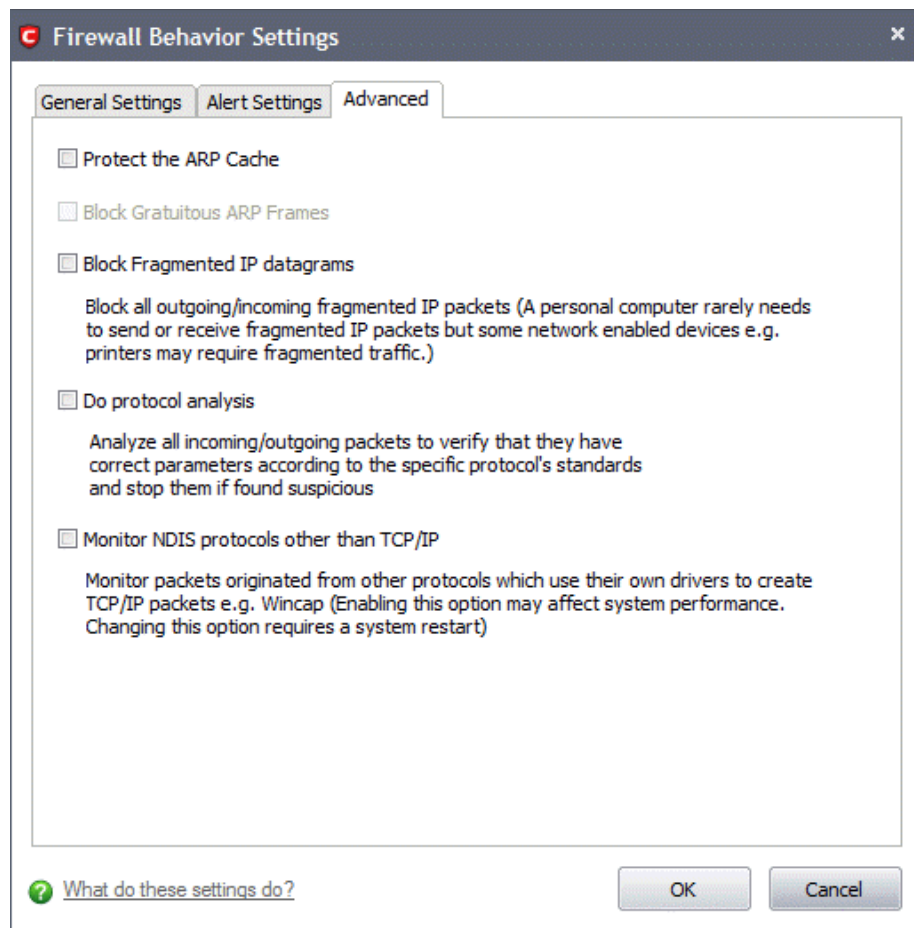 Firewall Behavior Settings
General Settings
Alert Settings
Advanced
Protect the ARP Cache
Block Gratuitous ARP Frames
Block Fragmented IP datagrams
Block all outgoing/incoming fragmented IP packets (A personal computer rarely needs
to send or receive fragmented IP packets but some network enabled devices e.g.
printers may require fragmented traffic.)
Do protocol analysis
Analyze all incoming/outgoing packets to verify that they have
correct parameters according to the specific protocol's standards
and stop them if found suspicious
Monitor NDIS protocols other than TCP/IP
Monitor packets originated from other protocols which use their own drivers to create
TCP/IP packets e.g. Wincap (Enabling this option may affect system performance.
Changing this option requires a system restart)
What do these settings do?
OK
Cancel